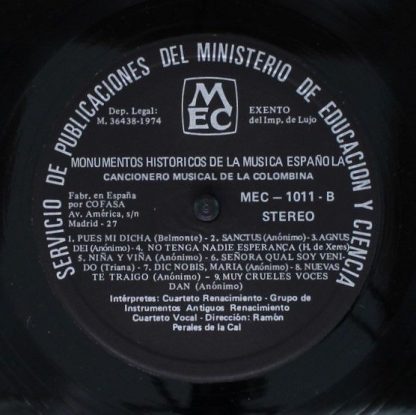 SERVICIO DE PUBLICACIONES DEL MINISTERIO DE EDUCACION Y CIENCIA
MEC
Dep. Legal:
M. 36438-1974
EXENTO
del Imp. de Lujo
MONUMENTOS HISTORICOS DE LA MUSICA ESPAÑOLA
CANCIONERO MUSICAL DE LA COLOMBINA
Fabr. en España
por COFASA
Av. América, s/n
Madrid - 27
MEC - 1011 - B
STEREO
1. PUES MI DICHA (Belmonte) - 2. SANCTUS (Anónimo) - 3. AGNUS
DEI (Anónimo) - 4. NO TENGA NADIE ESPERANÇA (H. de Xeres)
5. NIÑA Y VIÑA (Anónimo) - 6. SEÑORA QUAL SOY VENI-
DO (Triana) - 7. DIC NOBIS, MARIA (Anónimo) - 8. NUEVAS
TE TRAIGO (Anónimo) - 9. MUY CRUELES VOCES
DAN (Anónimo)
Intérpretes: Cuarteto Renacimiento - Grupo de
Instrumentos Antiguos Renacimiento
Cuarteto Vocal - Dirección: Ramón
Perales de la Cal